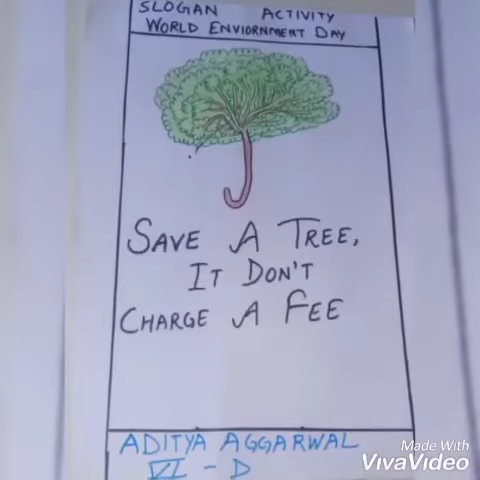 SLOGAN ACTIVITY
WORLD ENVIORNMENT DAY
SAVE A TREE,
IT DON'T
CHARGE A FEE
ADITYA AGGARWAL
VI - D
Made With
VivaVideo